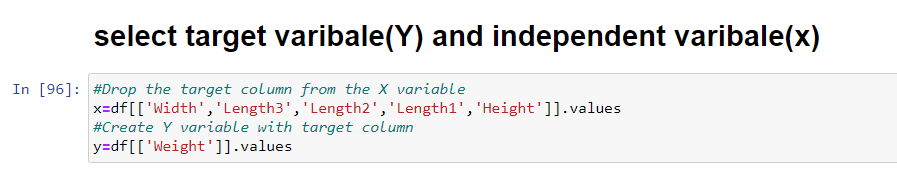 select target varibale(Y) and independent varibale(x)
In [96]: #Drop the target column from the X variable
x=df[['Width','Length3','Length2','Length1','Height']].values
#Create Y variable with target column
y=df[['Weight']].values